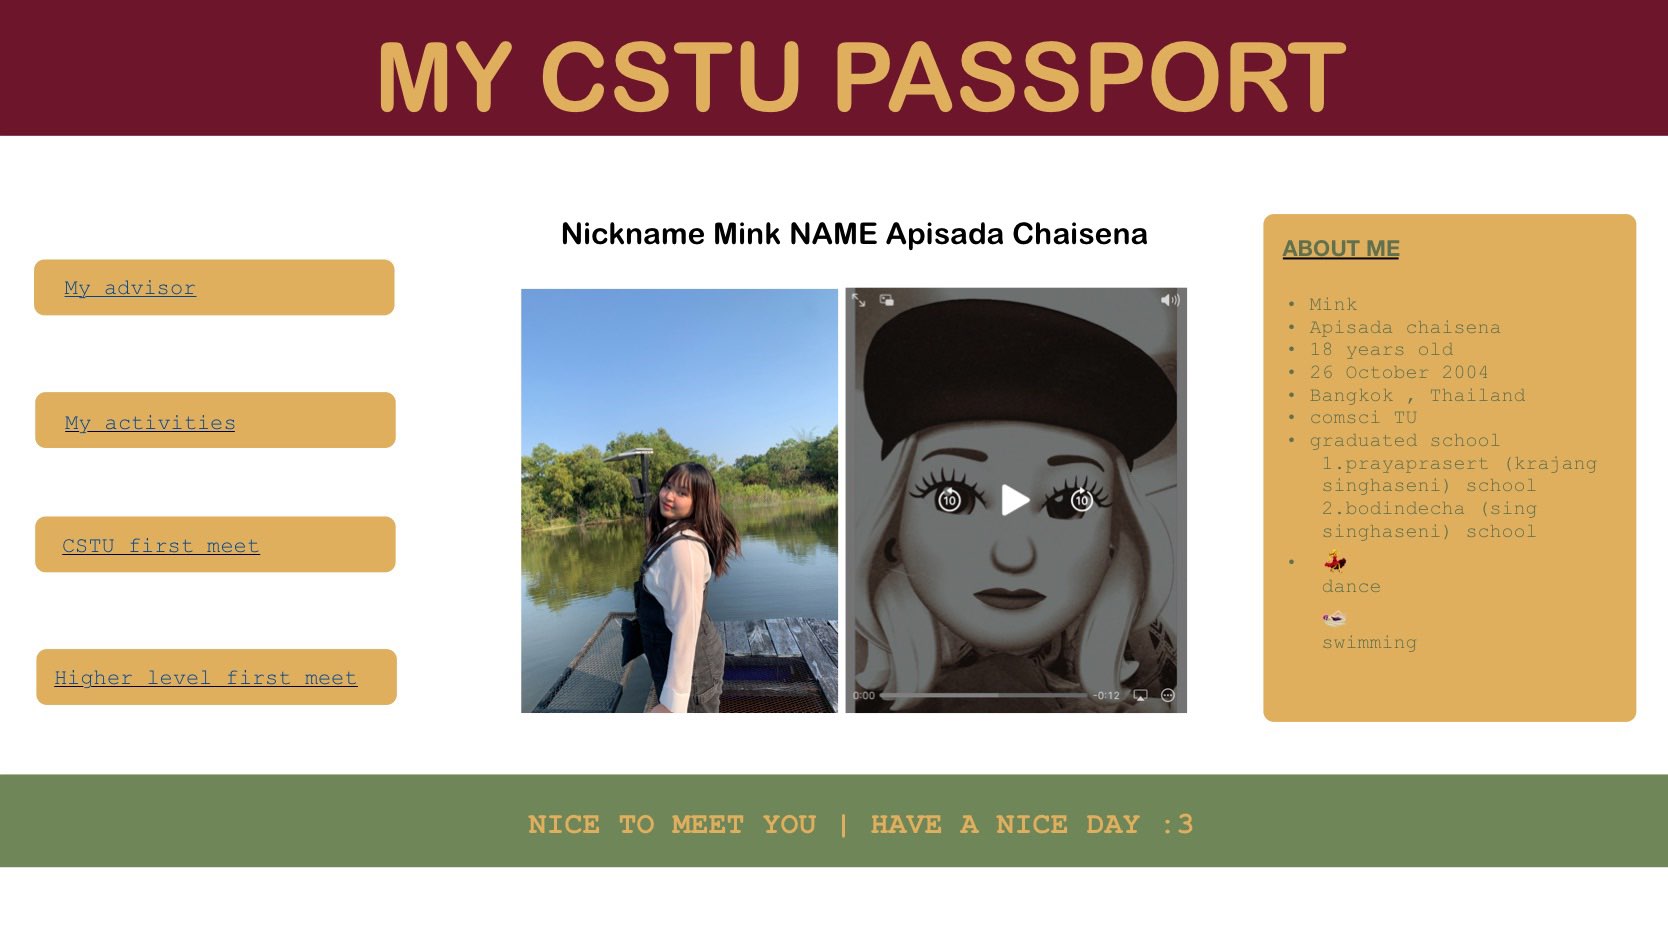 MY CSTU PASSPORT
Nickname Mink NAME Apisada Chaisena
My advisor
My activities
CSTU first meet
Higher level first meet
10
10
0:00
-0:12
ABOUT ME
• Mink
• Apisada chaisena
• 18 years old
• 26 October 2004
• Bangkok , Thailand
• comsci TU
• graduated school
1.prayaprasert (krajang
singhaseni) school
2.bodindecha (sing
singhaseni) school
• 💃
dance
🏊
swimming
NICE TO MEET YOU | HAVE A NICE DAY :3